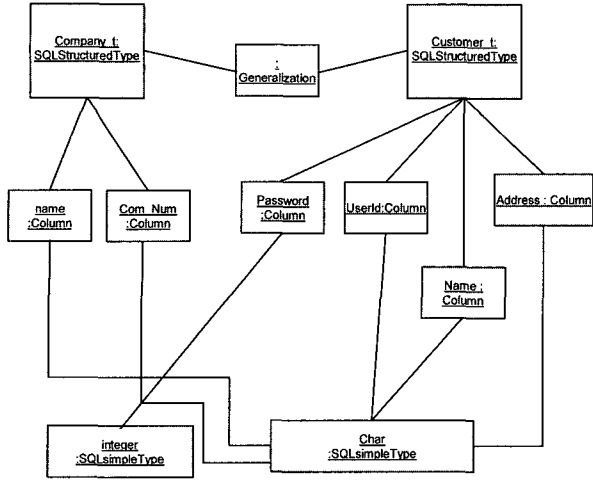 Company_t:
SQLStructuredType
:
Generalization
Customer_t:
SQLStructuredType
name
:Column
Com_Num
:Column
Password
:Column
UserId:Column
Address : Column
Name :
Column
integer
:SQLsimpleType
Char
:SQLsimpleType